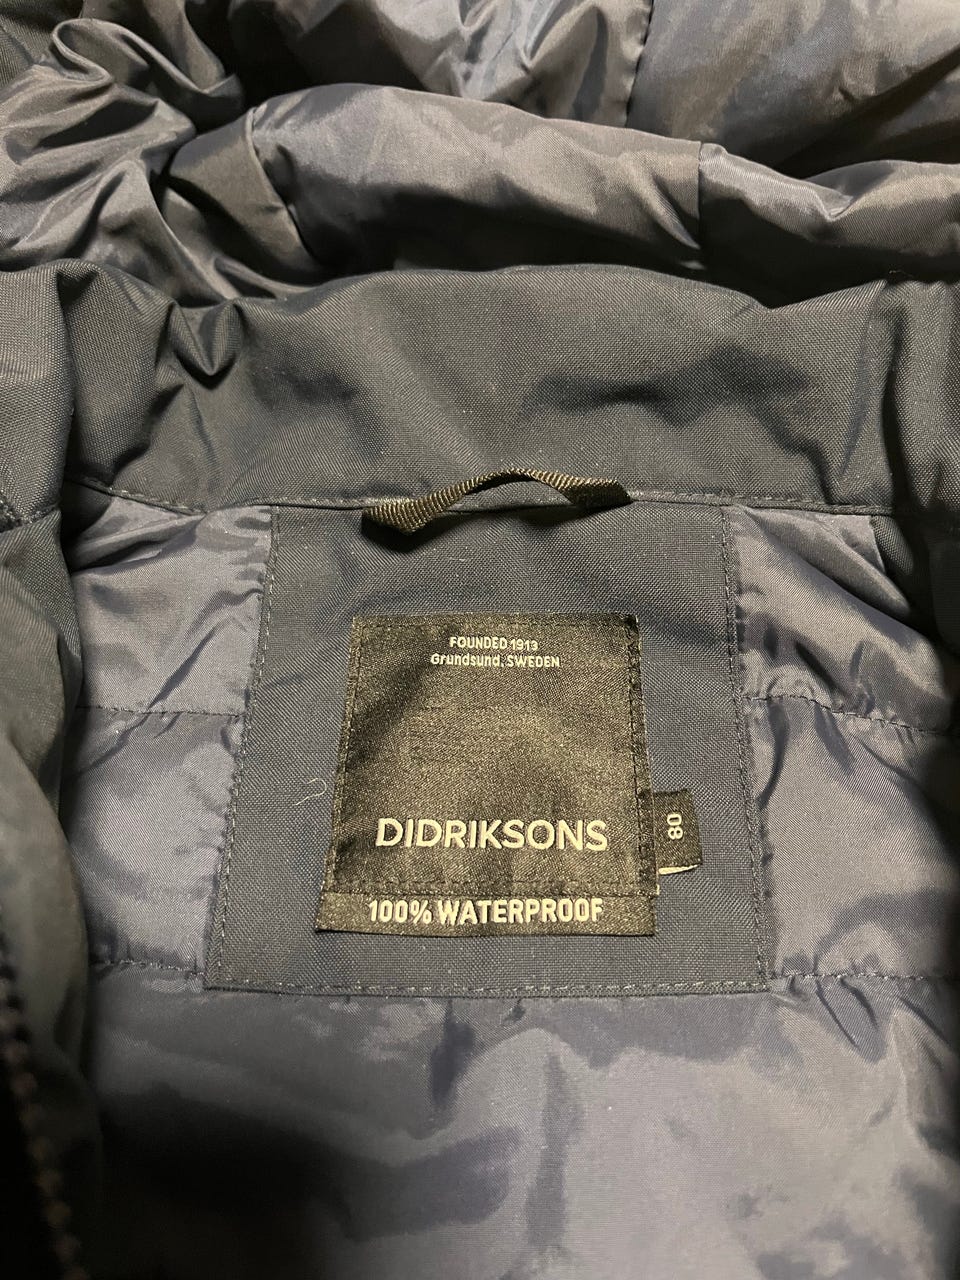 FOUNDED 1913
Grundsund, SWEDEN
DIDRIKSONS
80
100% WATERPROOF